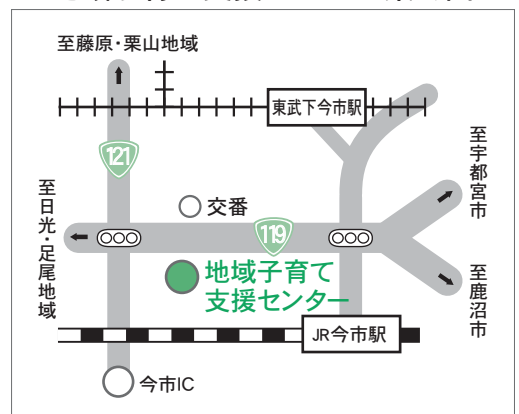 至藤原・栗山地域
東武下今市駅
121
至宇都宮市
至日光・足尾地域
交番
119
地域子育て
支援センター
至鹿沼市
JR今市駅
今市IC